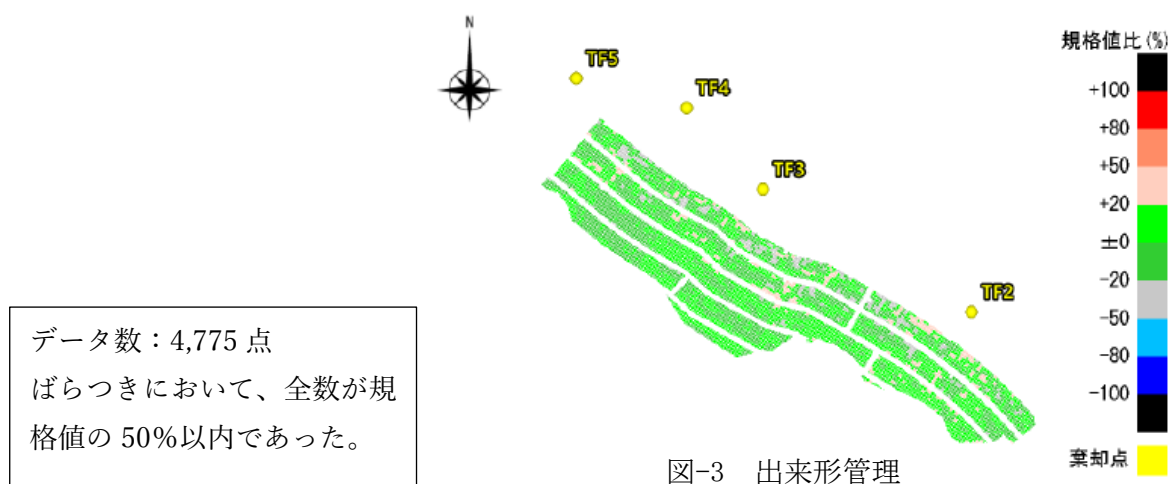 N
TF5
TF4
TF3
TF2
規格値比(%)
+100
+80
+50
+20
±0
-20
-50
-80
-100
棄却点
データ数：4,775 点
ばらつきにおいて、全数が規
格値の 50%以内であった。
図-3　出来形管理